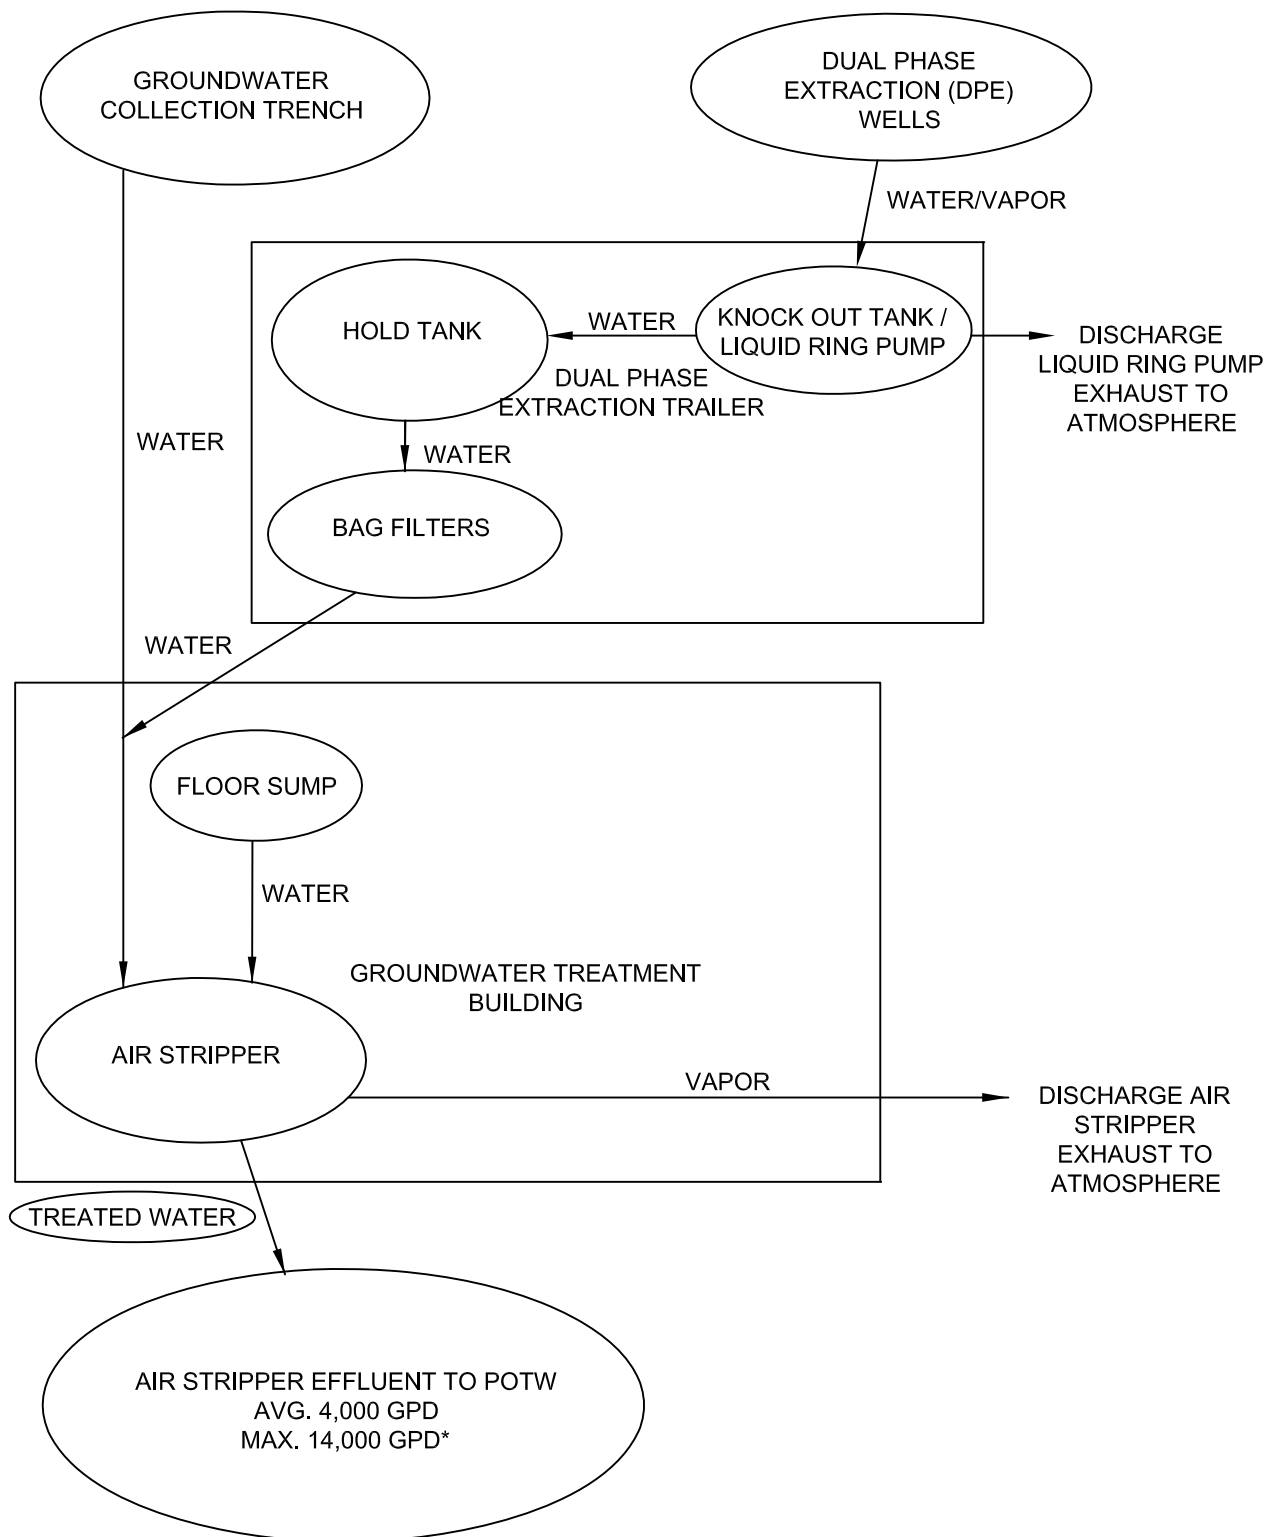 GROUNDWATER
COLLECTION TRENCH
DUAL PHASE
EXTRACTION (DPE)
WELLS
WATER/VAPOR
HOLD TANK
WATER
KNOCK OUT TANK /
LIQUID RING PUMP
DISCHARGE
LIQUID RING PUMP
EXHAUST TO
ATMOSPHERE
DUAL PHASE
EXTRACTION TRAILER
WATER
WATER
BAG FILTERS
WATER
FLOOR SUMP
WATER
GROUNDWATER TREATMENT
BUILDING
AIR STRIPPER
VAPOR
DISCHARGE AIR
STRIPPER
EXHAUST TO
ATMOSPHERE
TREATED WATER
AIR STRIPPER EFFLUENT TO POTW
AVG. 4,000 GPD
MAX. 14,000 GPD*